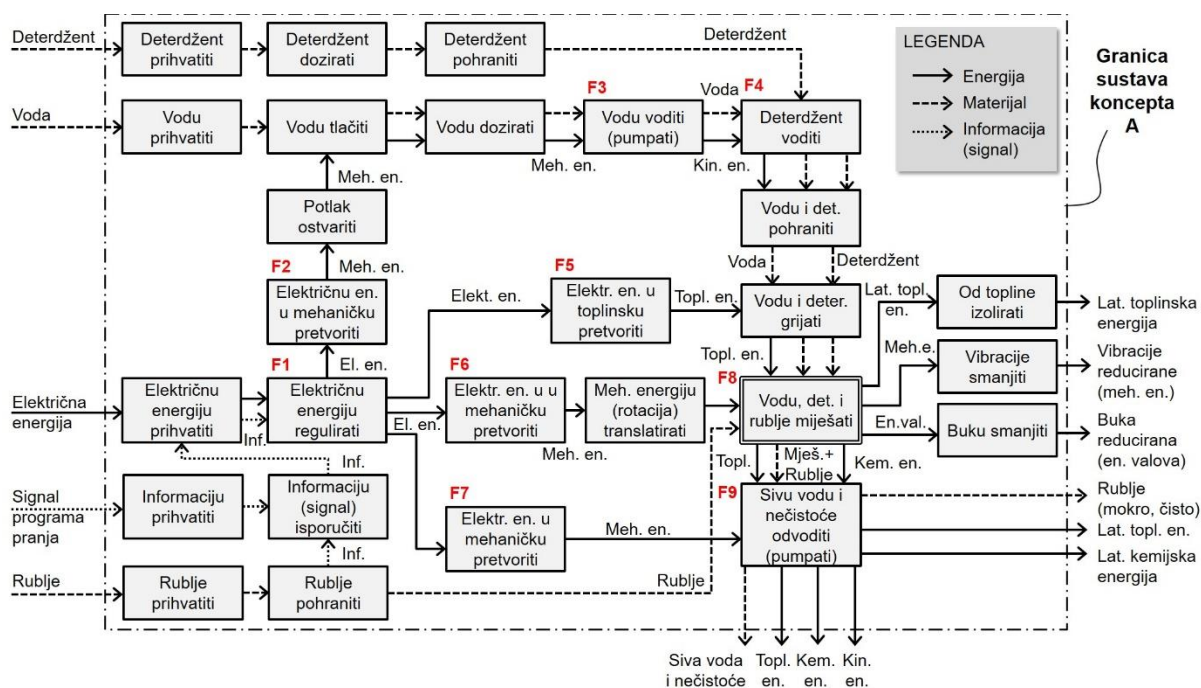 Deterdžent
Deterdžent
prihvatiti
Deterdžent
dozirati
Deterdžent
pohraniti
Deterdžent
LEGENDA
Energija
Materijal
Informacija
(signal)
Granica
sustava
koncepta
A
Voda
Vodu
prihvatiti
Vodu tlačiti
Vodu dozirati
Meh. en.
F3
Vodu voditi
(pumpati)
Voda
Kin. en.
F4
Deterdžent
voditi
Meh. en.
Potlak
ostvariti
Meh. en.
Vodu i det.
pohraniti
Voda
Deterdžent
F2
Električnu en.
u mehaničku
pretvoriti
El. en.
Elekt. en.
F5
Elektr. en. u
toplinsku
pretvoriti
Topl. en.
Vodu i deter.
grijati
Topl. en.
Lat. topl.
en.
Od topline
izolirati
Lat. toplinska
energija
Električna
energija
Električnu
energiju
prihvatiti
Inf.
F1
Električnu
energiju
regulirati
El. en.
F6
Elektr. en. u u
mehaničku
pretvoriti
Meh. en.
Meh. energiju
(rotacija)
translatirati
F8
Vodu, det. i
rublje miješati
Meh.e.
Vibracije
smanjiti
Vibracije
reducirane
(meh. en.)
En.val.
Buku smanjiti
Buka
reducirana
(en. valova)
Topl.
Mješ.+
Rublje
Kem. en.
Signal
programa
pranja
Informaciju
prihvatiti
Inf.
Informaciju
(signal)
isporučiti
Inf.
F7
Elektr. en. u
mehaničku
pretvoriti
Meh. en.
F9
Sivu vodu i
nečistoće
odvoditi
(pumpati)
Rublje
(mokro, čisto)
Lat. topl. en.
Lat. kemijska
energija
Rublje
Rublje
prihvatiti
Rublje
pohraniti
Rublje
Siva voda
i nečistoće
Topl.
en.
Kem.
en.
Kin.
en.